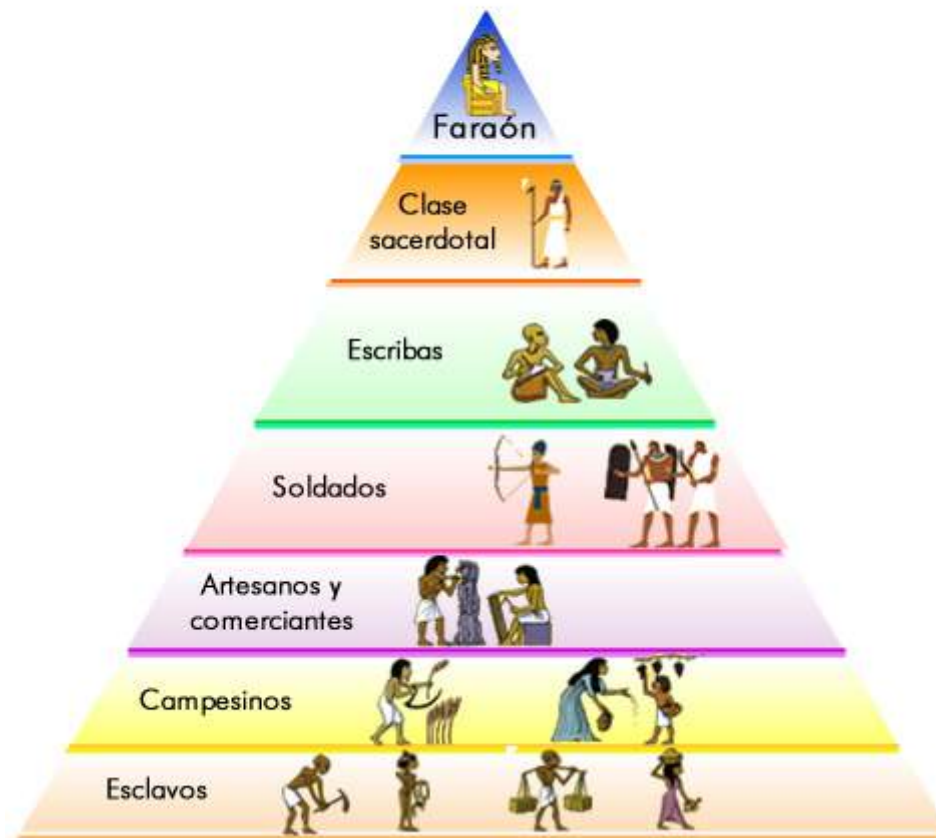 Faraón
Clase
sacerdotal
Escribas
Soldados
Artesanos y
comerciantes
Campesinos
Esclavos